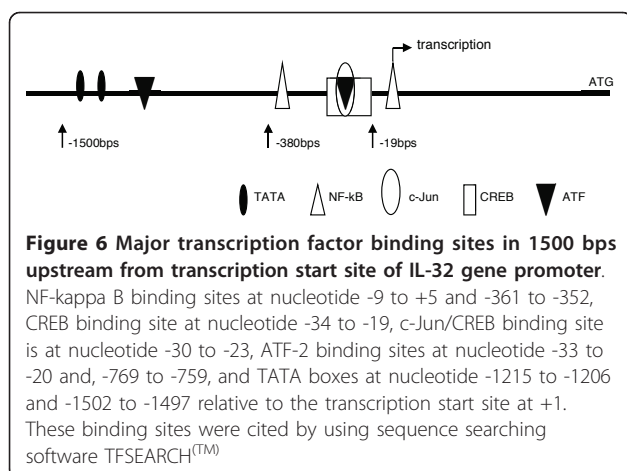 transcription
ATG
-1500bps
-380bps
-19bps
TATA
NF-kB
c-Jun
CREB
ATF
Figure 6 Major transcription factor binding sites in 1500 bps
upstream from transcription start site of IL-32 gene promoter.
NF-kappa B binding sites at nucleotide -9 to +5 and -361 to -352,
CREB binding site at nucleotide -34 to -19, c-Jun/CREB binding site
is at nucleotide -30 to -23, ATF-2 binding sites at nucleotide -33 to
-20 and, -769 to -759, and TATA boxes at nucleotide -1215 to -1206
and -1502 to -1497 relative to the transcription start site at +1.
These binding sites were cited by using sequence searching
software TFSEARCH(TM)